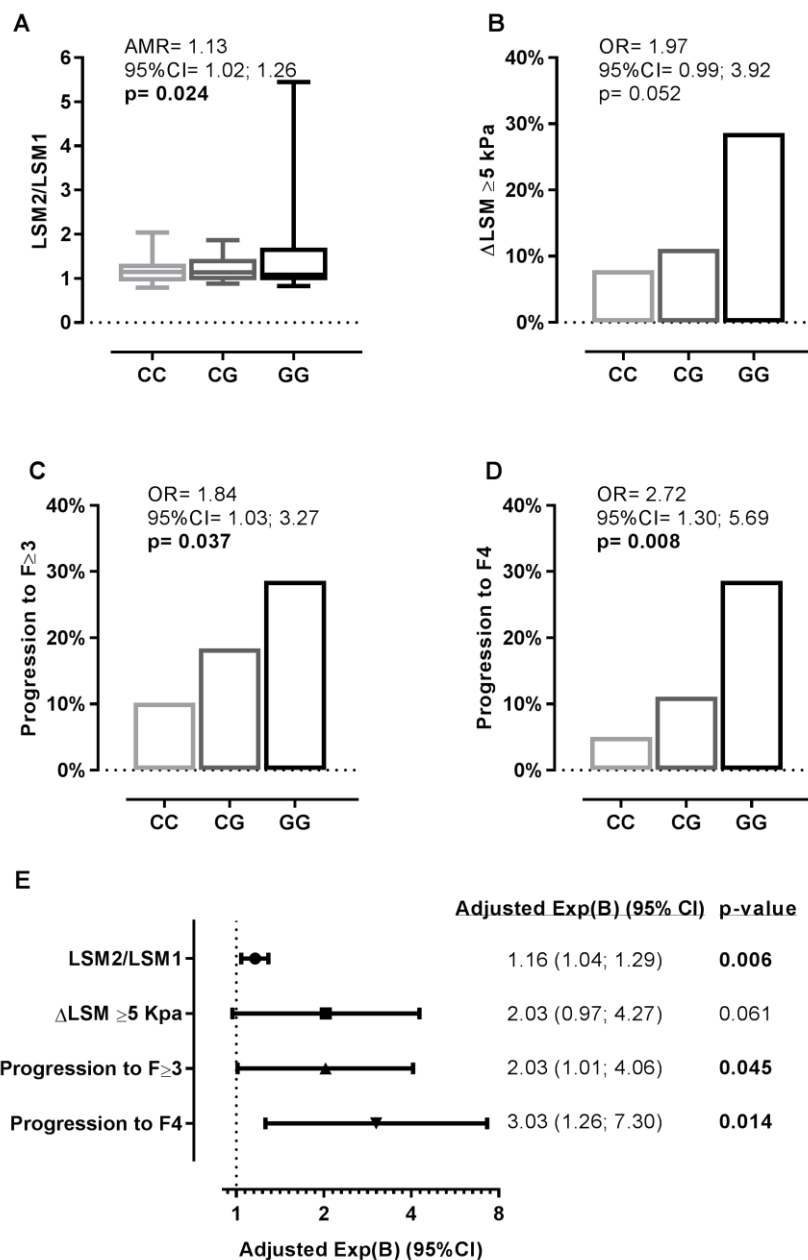 A
AMR= 1.13
95%CI= 1.02; 1.26
p= 0.024
LSM2/LSM1
6
5
4
3
2
1
0
CC CG GG
B
OR= 1.97
95%CI= 0.99; 3.92
p= 0.052
ΔLSM ≥5 kPa
40%
30%
20%
10%
0%
CC CG GG
C
OR= 1.84
95%CI= 1.03; 3.27
p= 0.037
Progression to F≥3
40%
30%
20%
10%
0%
CC CG GG
D
OR= 2.72
95%CI= 1.30; 5.69
p= 0.008
Progression to F4
40%
30%
20%
10%
0%
CC CG GG
E
Adjusted Exp(B) (95% CI) p-value
LSM2/LSM1 1.16 (1.04; 1.29) 0.006
ΔLSM ≥5 Kpa 2.03 (0.97; 4.27) 0.061
Progression to F≥3 2.03 (1.01; 4.06) 0.045
Progression to F4 3.03 (1.26; 7.30) 0.014
1 2 4 8
Adjusted Exp(B) (95%CI)